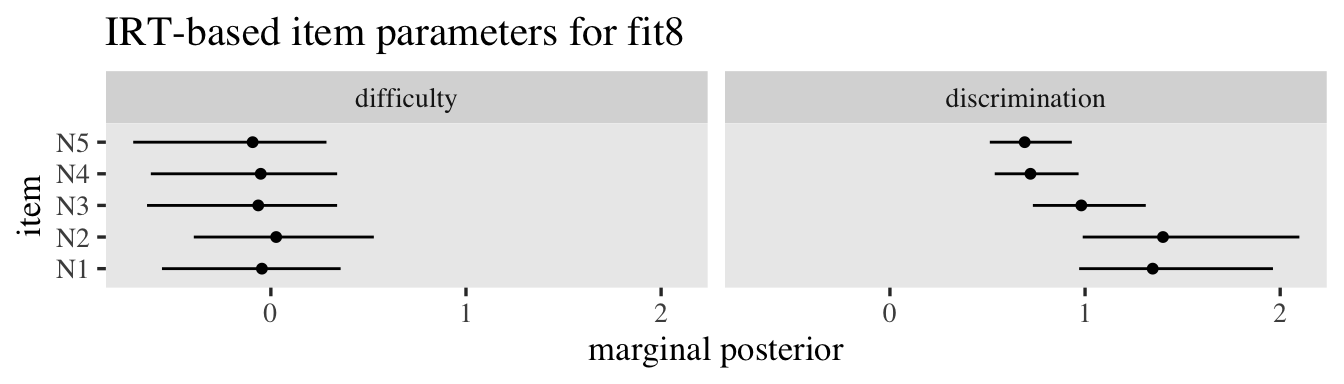 IRT-based item parameters for fit8
difficulty discrimination
item
N5
N4
N3
N2
N1
0 1 2 0 1 2
marginal posterior